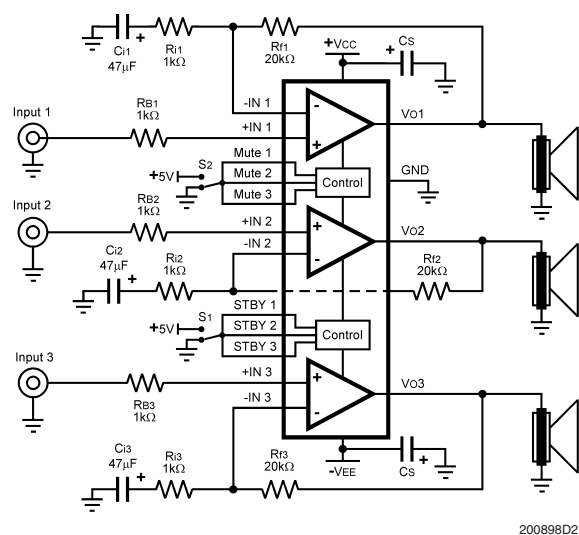 Ci1
47µF
Ri1
1kΩ
Rf1
20kΩ
+VCC
CS
Input 1
RB1
1kΩ
-IN 1
+IN 1
-
+
VO1
Mute 1
Mute 2
Mute 3
S2
+5V
Control
GND
Input 2
RB2
1kΩ
+IN 2
-IN 2
+
-
VO2
Ci2
47µF
Ri2
1kΩ
Rf2
20kΩ
STBY 1
STBY 2
STBY 3
S1
+5V
Control
Input 3
RB3
1kΩ
+IN 3
-IN 3
+
-
VO3
Ci3
47µF
Ri3
1kΩ
Rf3
20kΩ
-VEE
CS
200898D2